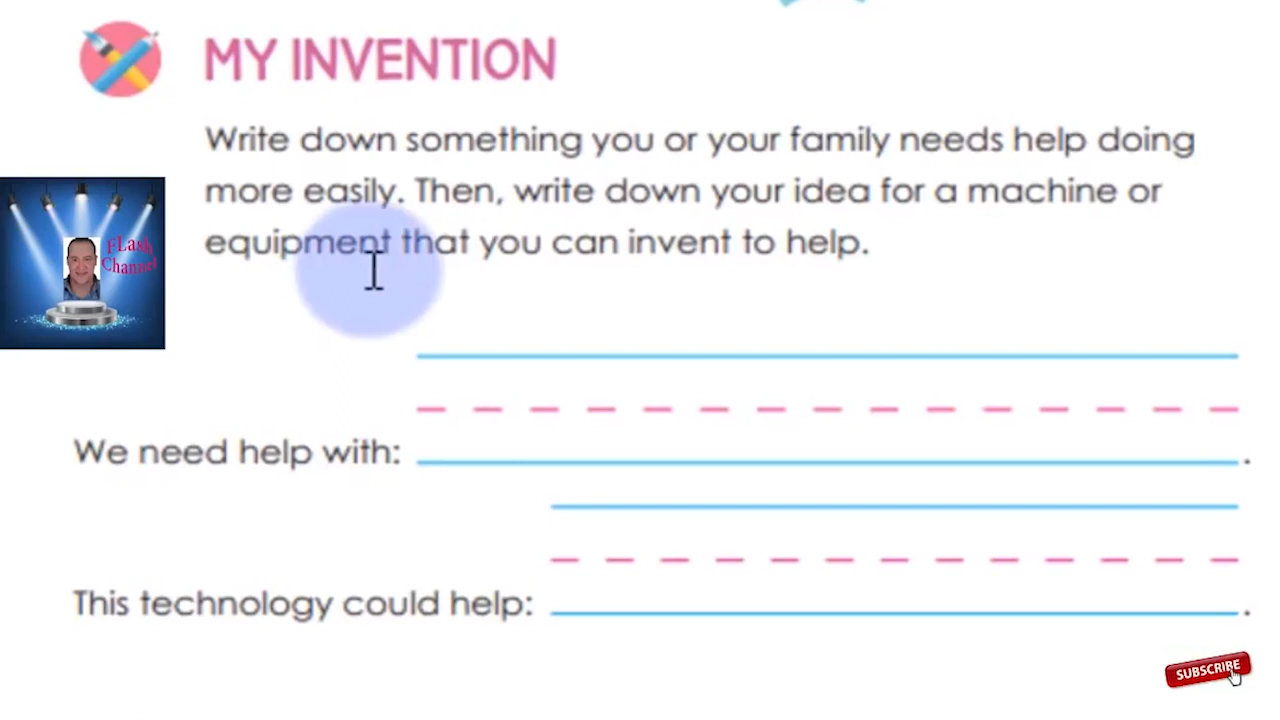 MY INVENTION
Write down something you or your family needs help doing
more easily. Then, write down your idea for a machine or
equipment that you can invent to help.
FLash
Channel
We need help with: .
This technology could help: .
SUBSCRIBE